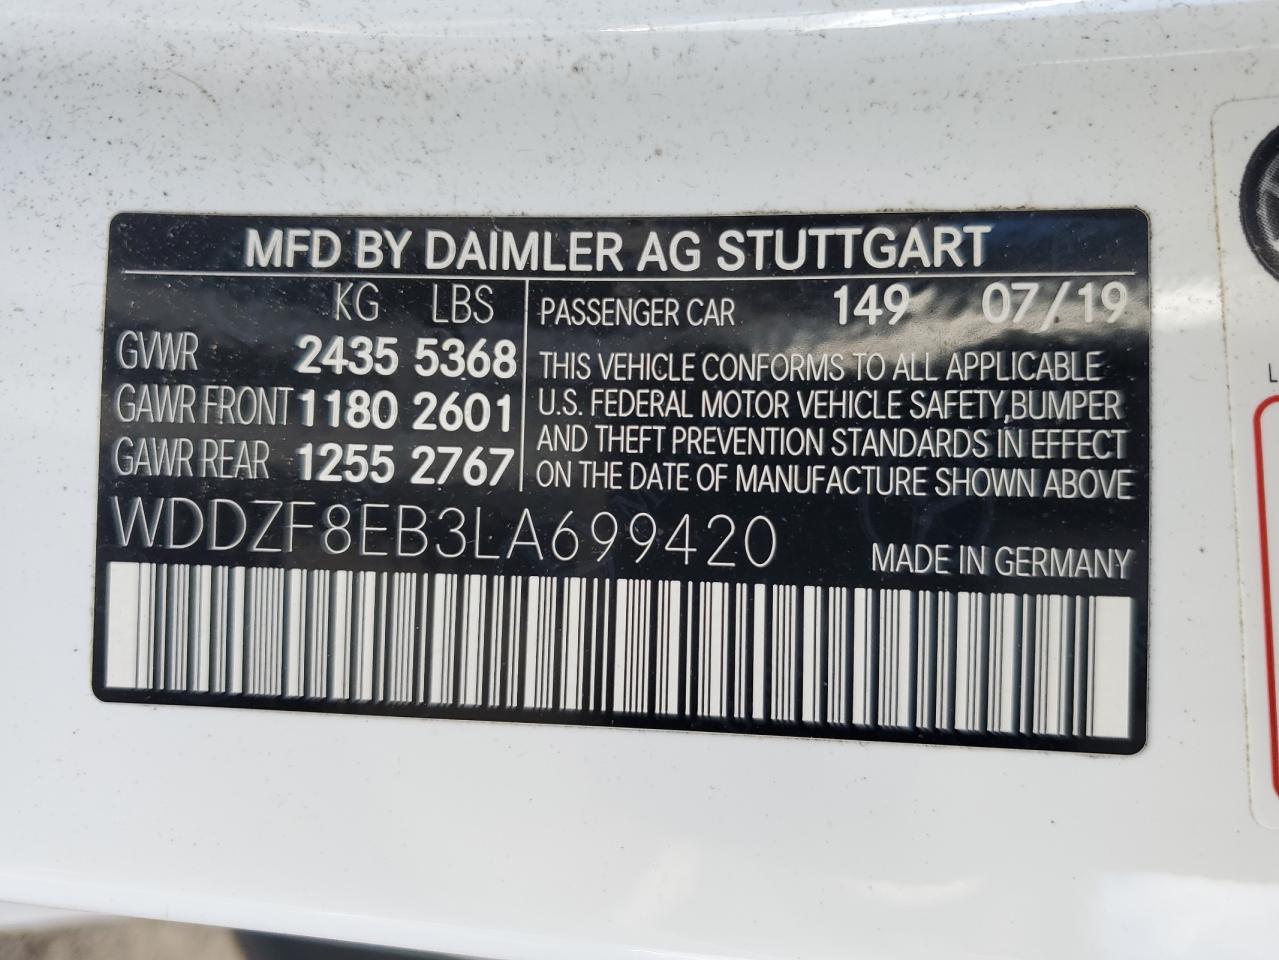 MFD BY DAIMLER AG STUTTGART
KG LBS
GVWR 2435 5368
GAWR FRONT 1180 2601
GAWR REAR 1255 2767
PASSENGER CAR 149 07/19
THIS VEHICLE CONFORMS TO ALL APPLICABLE
U.S. FEDERAL MOTOR VEHICLE SAFETY,BUMPER
AND THEFT PREVENTION STANDARDS IN EFFECT
ON THE DATE OF MANUFACTURE SHOWN ABOVE
WDDZF8EB3LA699420
MADE IN GERMANY